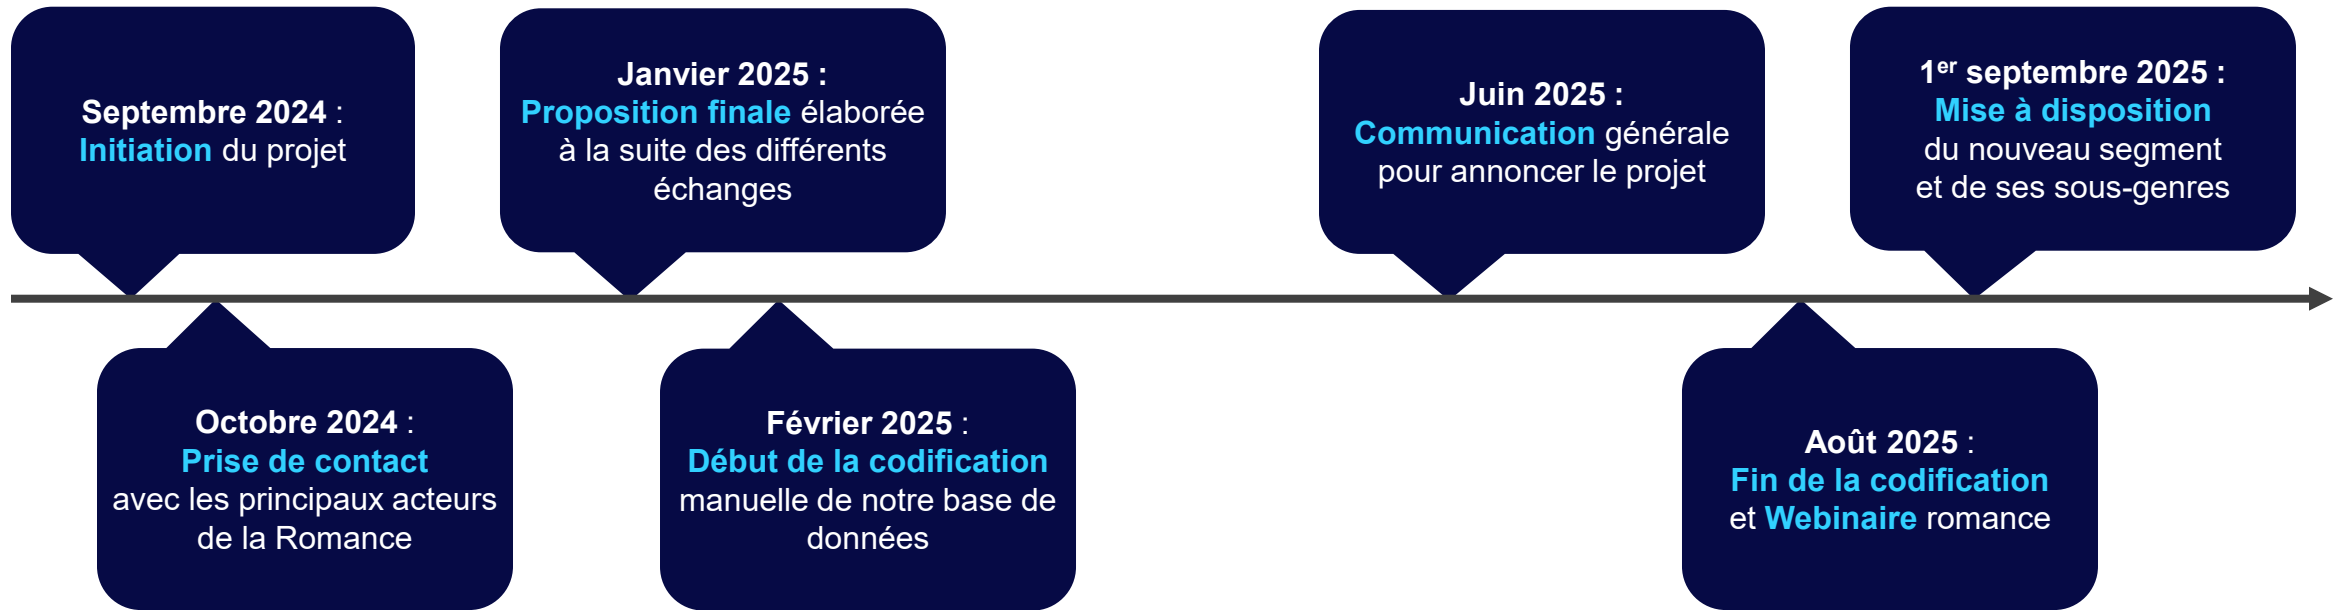 Septembre 2024 :
Initiation du projet
Octobre 2024 :
Prise de contact
avec les principaux acteurs
de la Romance
Janvier 2025 :
Proposition finale élaborée
à la suite des différents
échanges
Février 2025 :
Début de la codification
manuelle de notre base de
données
Juin 2025 :
Communication générale
pour annoncer le projet
Août 2025 :
Fin de la codification
et Webinaire romance
1er septembre 2025 :
Mise à disposition
du nouveau segment
et de ses sous-genres